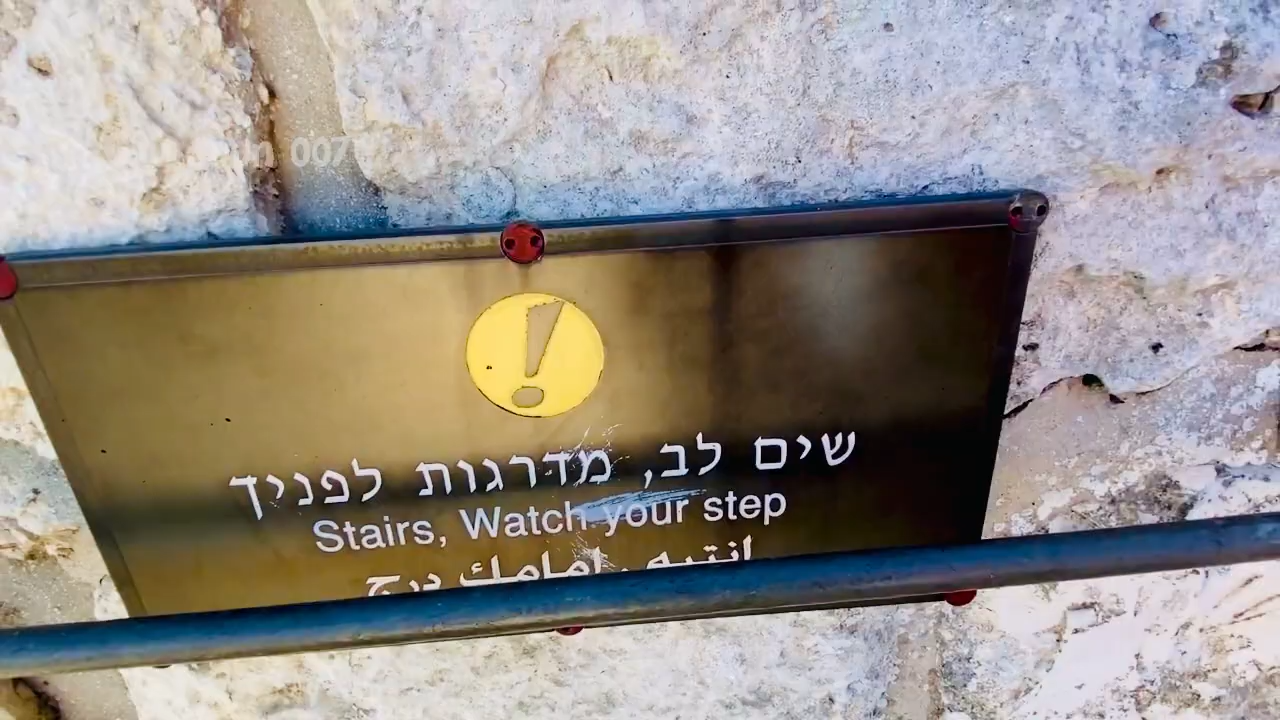 שים לב, מדרגות לפניך
Stairs, Watch your step
انتبه، امامك درج